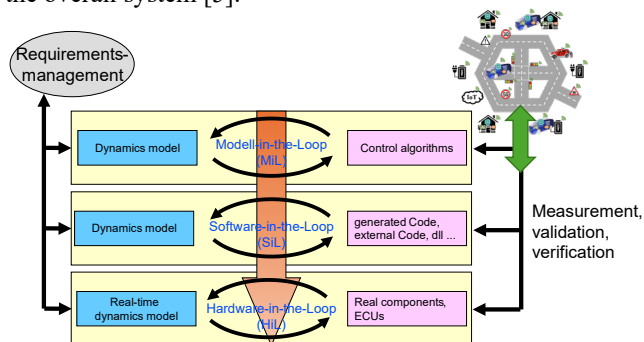 the overall system [5].
Requirements-
management
IoT
Dynamics model
Modell-in-the-Loop
(MiL)
Control algorithms
Dynamics model
Software-in-the-Loop
(SiL)
generated Code,
external Code, dll ...
Measurement,
validation,
verification
Real-time
dynamics model
Hardware-in-the-Loop
(HiL)
Real components,
ECUs